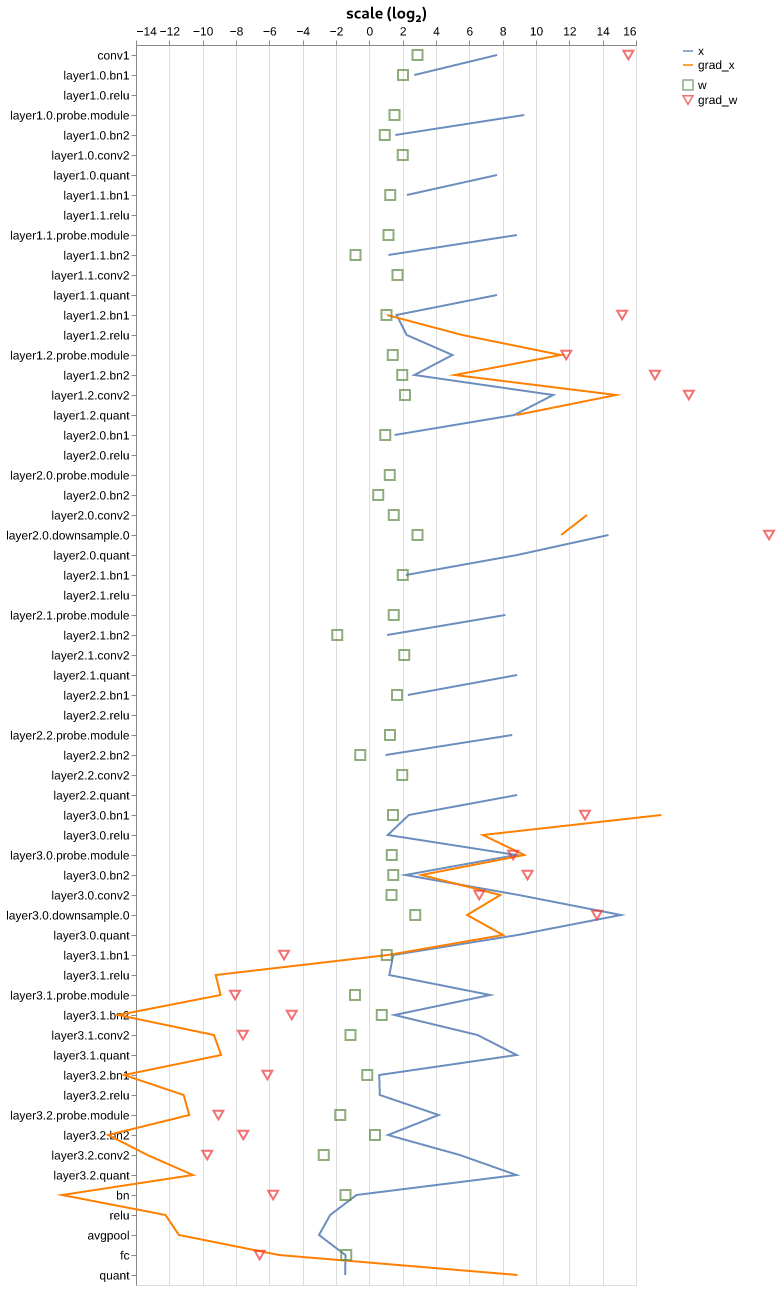 scale (log₂)
−14 −12 −10 −8 −6 −4 −2 0 2 4 6 8 10 12 14 16
x
grad_x
w
grad_w
conv1
layer1.0.bn1
layer1.0.relu
layer1.0.probe.module
layer1.0.bn2
layer1.0.conv2
layer1.0.quant
layer1.1.bn1
layer1.1.relu
layer1.1.probe.module
layer1.1.bn2
layer1.1.conv2
layer1.1.quant
layer1.2.bn1
layer1.2.relu
layer1.2.probe.module
layer1.2.bn2
layer1.2.conv2
layer1.2.quant
layer2.0.bn1
layer2.0.relu
layer2.0.probe.module
layer2.0.bn2
layer2.0.conv2
layer2.0.downsample.0
layer2.0.quant
layer2.1.bn1
layer2.1.relu
layer2.1.probe.module
layer2.1.bn2
layer2.1.conv2
layer2.1.quant
layer2.2.bn1
layer2.2.relu
layer2.2.probe.module
layer2.2.bn2
layer2.2.conv2
layer2.2.quant
layer3.0.bn1
layer3.0.relu
layer3.0.probe.module
layer3.0.bn2
layer3.0.conv2
layer3.0.downsample.0
layer3.0.quant
layer3.1.bn1
layer3.1.relu
layer3.1.probe.module
layer3.1.bn2
layer3.1.conv2
layer3.1.quant
layer3.2.bn1
layer3.2.relu
layer3.2.probe.module
layer3.2.bn2
layer3.2.conv2
layer3.2.quant
bn
relu
avgpool
fc
quant